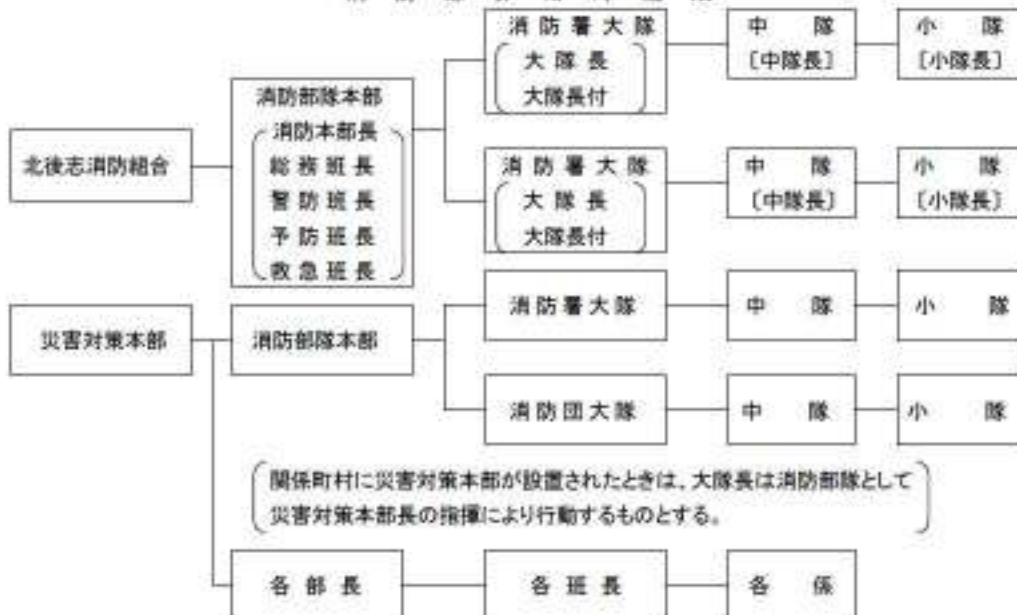 消防署大隊 中隊 小隊
大隊長 〔中隊長〕 〔小隊長〕
大隊長付
消防部隊本部
消防本部長
北後志消防組合 総務班長
警防班長
予防班長
救急班長
消防署大隊 中隊 小隊
大隊長 〔中隊長〕 〔小隊長〕
大隊長付
災害対策本部 消防部隊本部
消防署大隊 中隊 小隊
消防団大隊 中隊 小隊
関係町村に災害対策本部が設置されたときは、大隊長は消防部隊として
災害対策本部長の指揮により行動するものとする。
各部長 各班長 各係